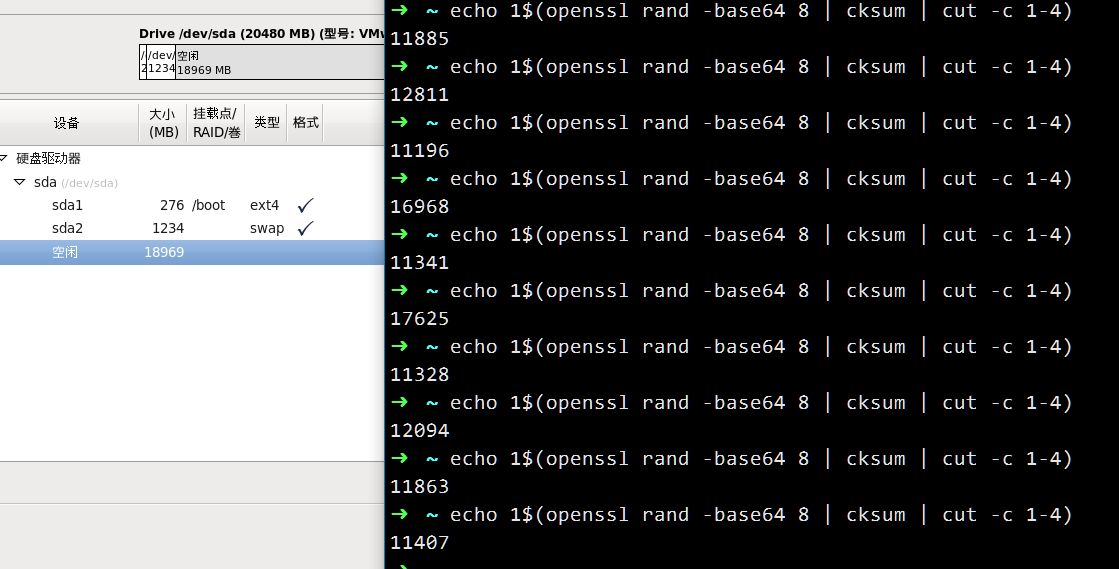 Drive /dev/sda (20480 MB) (型号: VMw
/ /dev/ 空闲
2 1234 18969 MB
设备 大小 (MB) 挂载点/ RAID/卷 类型 格式
硬盘驱动器
sda (/dev/sda)
sda1 276 /boot ext4
sda2 1234 swap
空闲 18969
➜ ~ echo 1$(openssl rand -base64 8 | cksum | cut -c 1-4)
11885
➜ ~ echo 1$(openssl rand -base64 8 | cksum | cut -c 1-4)
12811
➜ ~ echo 1$(openssl rand -base64 8 | cksum | cut -c 1-4)
11196
➜ ~ echo 1$(openssl rand -base64 8 | cksum | cut -c 1-4)
16968
➜ ~ echo 1$(openssl rand -base64 8 | cksum | cut -c 1-4)
11341
➜ ~ echo 1$(openssl rand -base64 8 | cksum | cut -c 1-4)
17625
➜ ~ echo 1$(openssl rand -base64 8 | cksum | cut -c 1-4)
11328
➜ ~ echo 1$(openssl rand -base64 8 | cksum | cut -c 1-4)
12094
➜ ~ echo 1$(openssl rand -base64 8 | cksum | cut -c 1-4)
11863
➜ ~ echo 1$(openssl rand -base64 8 | cksum | cut -c 1-4)
11407